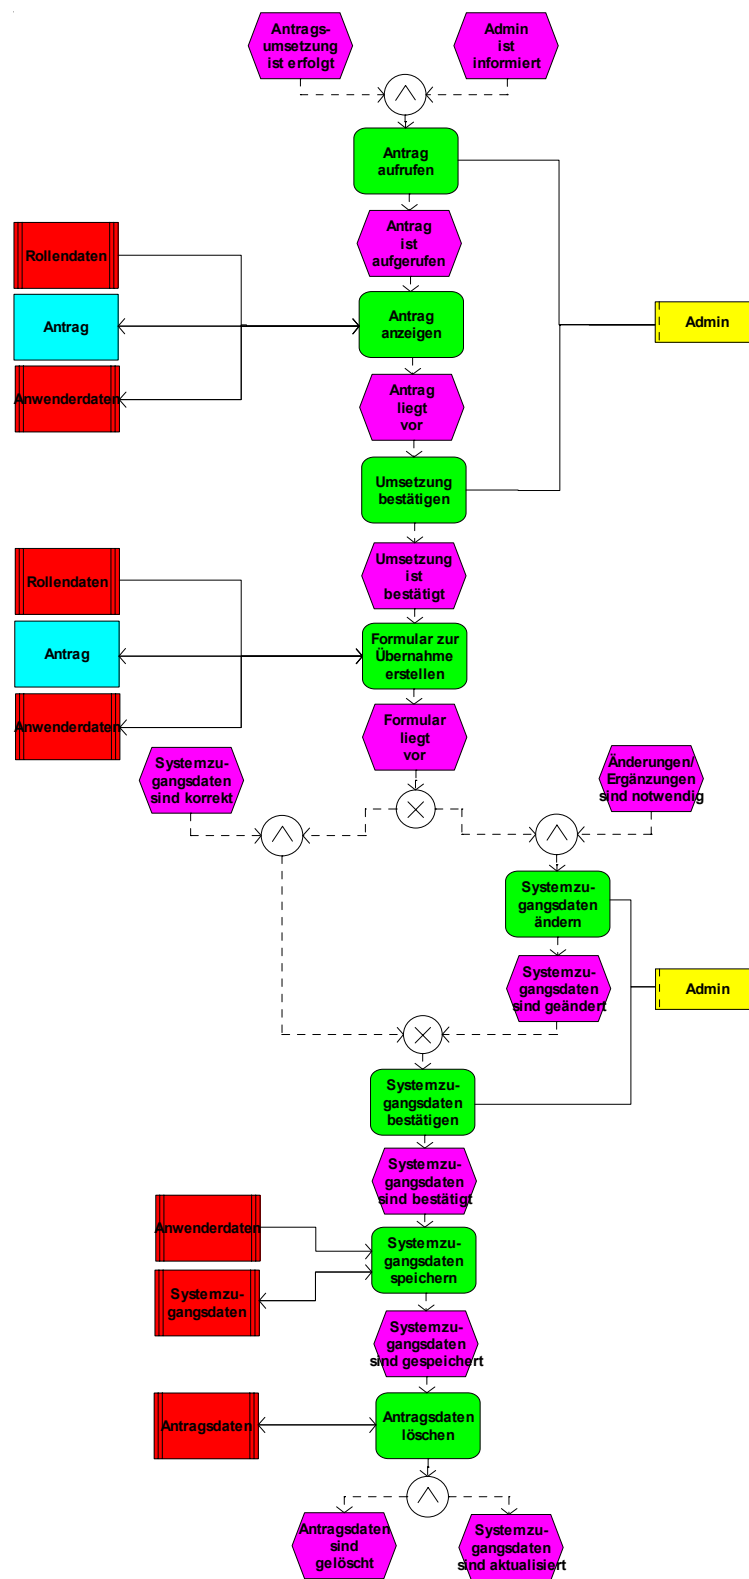 Antrags-
umsetzung
ist erfolgt
Admin
ist
informiert
Antrag
aufrufen
Antrag
ist
aufgerufen
Rollendaten
Antrag
Anwenderdaten
Antrag
anzeigen
Admin
Antrag
liegt
vor
Umsetzung
bestätigen
Umsetzung
ist
bestätigt
Rollendaten
Antrag
Anwenderdaten
Formular zur
Übernahme
erstellen
Formular
liegt
vor
Systemzu-
gangsdaten
sind korrekt
Änderungen/
Ergänzungen
sind notwendig
Systemzu-
gangsdaten
ändern
Systemzu-
gangsdaten
sind geändert
Admin
Systemzu-
gangsdaten
bestätigen
Systemzu-
gangsdaten
sind bestätigt
Anwenderdaten
Systemzu-
gangsdaten
Systemzu-
gangsdaten
speichern
Systemzu-
gangsdaten
sind gespeichert
Antragsdaten
Antragsdaten
löschen
Antragsdaten
sind
gelöscht
Systemzu-
gangsdaten
sind aktualisiert